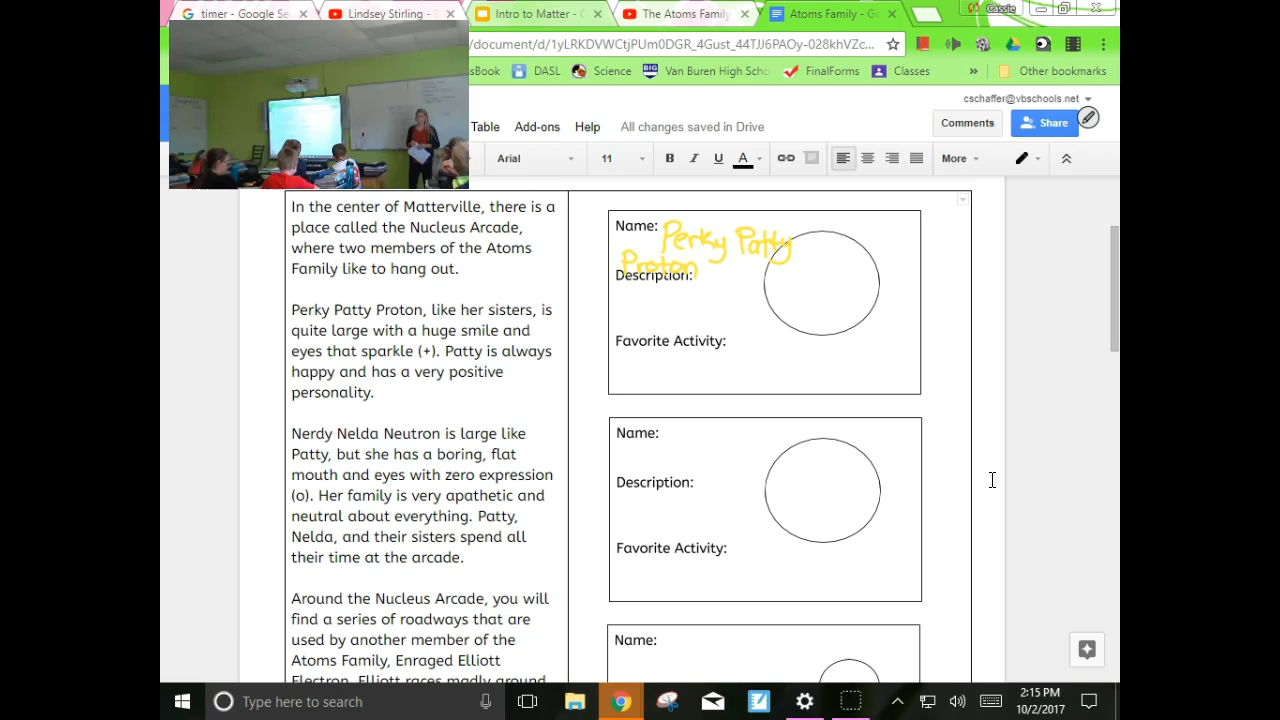 timer - Google Se
Lindsey Stirling -
Intro to Matter - G
The Atoms Family
Atoms Family - Go
Cassie
/document/d/1yLRKDVWCtjPUm0DGR_4Gust_44TJJ6PAOy-028khVZc...
ssBook
DASL
Science
BIG
Van Buren High Scho
FinalForms
Classes
»
Other bookmarks
cschaffer@vbschools.net
Table
Add-ons
Help
All changes saved in Drive
Comments
Share
Arial
11
B
I
U
A
More
In the center of Matterville, there is a
place called the Nucleus Arcade,
where two members of the Atoms
Family like to hang out.
Perky Patty Proton, like her sisters, is
quite large with a huge smile and
eyes that sparkle (+). Patty is always
happy and has a very positive
personality.
Nerdy Nelda Neutron is large like
Patty, but she has a boring, flat
mouth and eyes with zero expression
(o). Her family is very apathetic and
neutral about everything. Patty,
Nelda, and their sisters spend all
their time at the arcade.
Around the Nucleus Arcade, you will
find a series of roadways that are
used by another member of the
Atoms Family, Enraged Elliott
Electron. Elliott races madly around
Name: Perky Patty
Proton
Description:
Favorite Activity:
Name:
Description:
Favorite Activity:
Name:
Type here to search
2:15 PM
10/2/2017